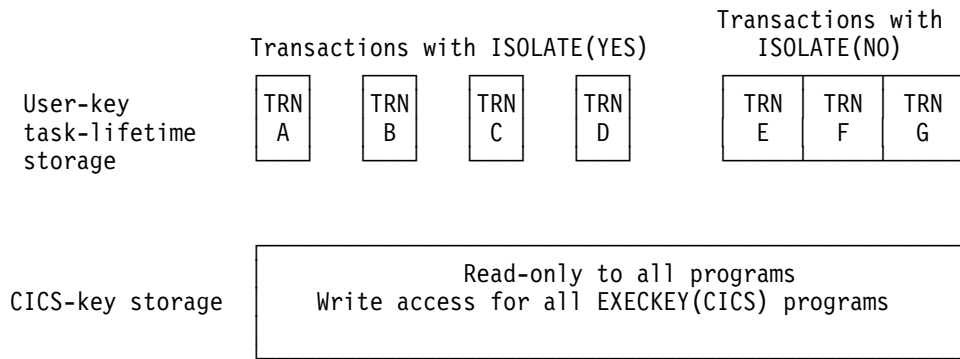 Transactions with
Transactions with ISOLATE(YES) ISOLATE(NO)
User-key TRN TRN TRN TRN TRN TRN TRN
task-lifetime A B C D E F G
storage
Read-only to all programs
CICS-key storage Write access for all EXECKEY(CICS) programs